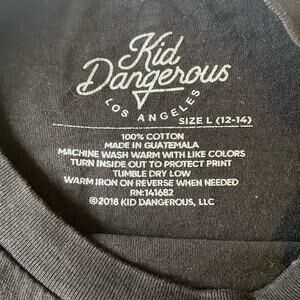 Kid
Dangerous
LOS ANGELES
SIZE L (12-14)
100% COTTON
MADE IN GUATEMALA
MACHINE WASH WARM WITH LIKE COLORS
TURN INSIDE OUT TO PROTECT PRINT
TUMBLE DRY LOW
WARM IRON ON REVERSE WHEN NEEDED
RN:141682
©2018 KID DANGEROUS, LLC